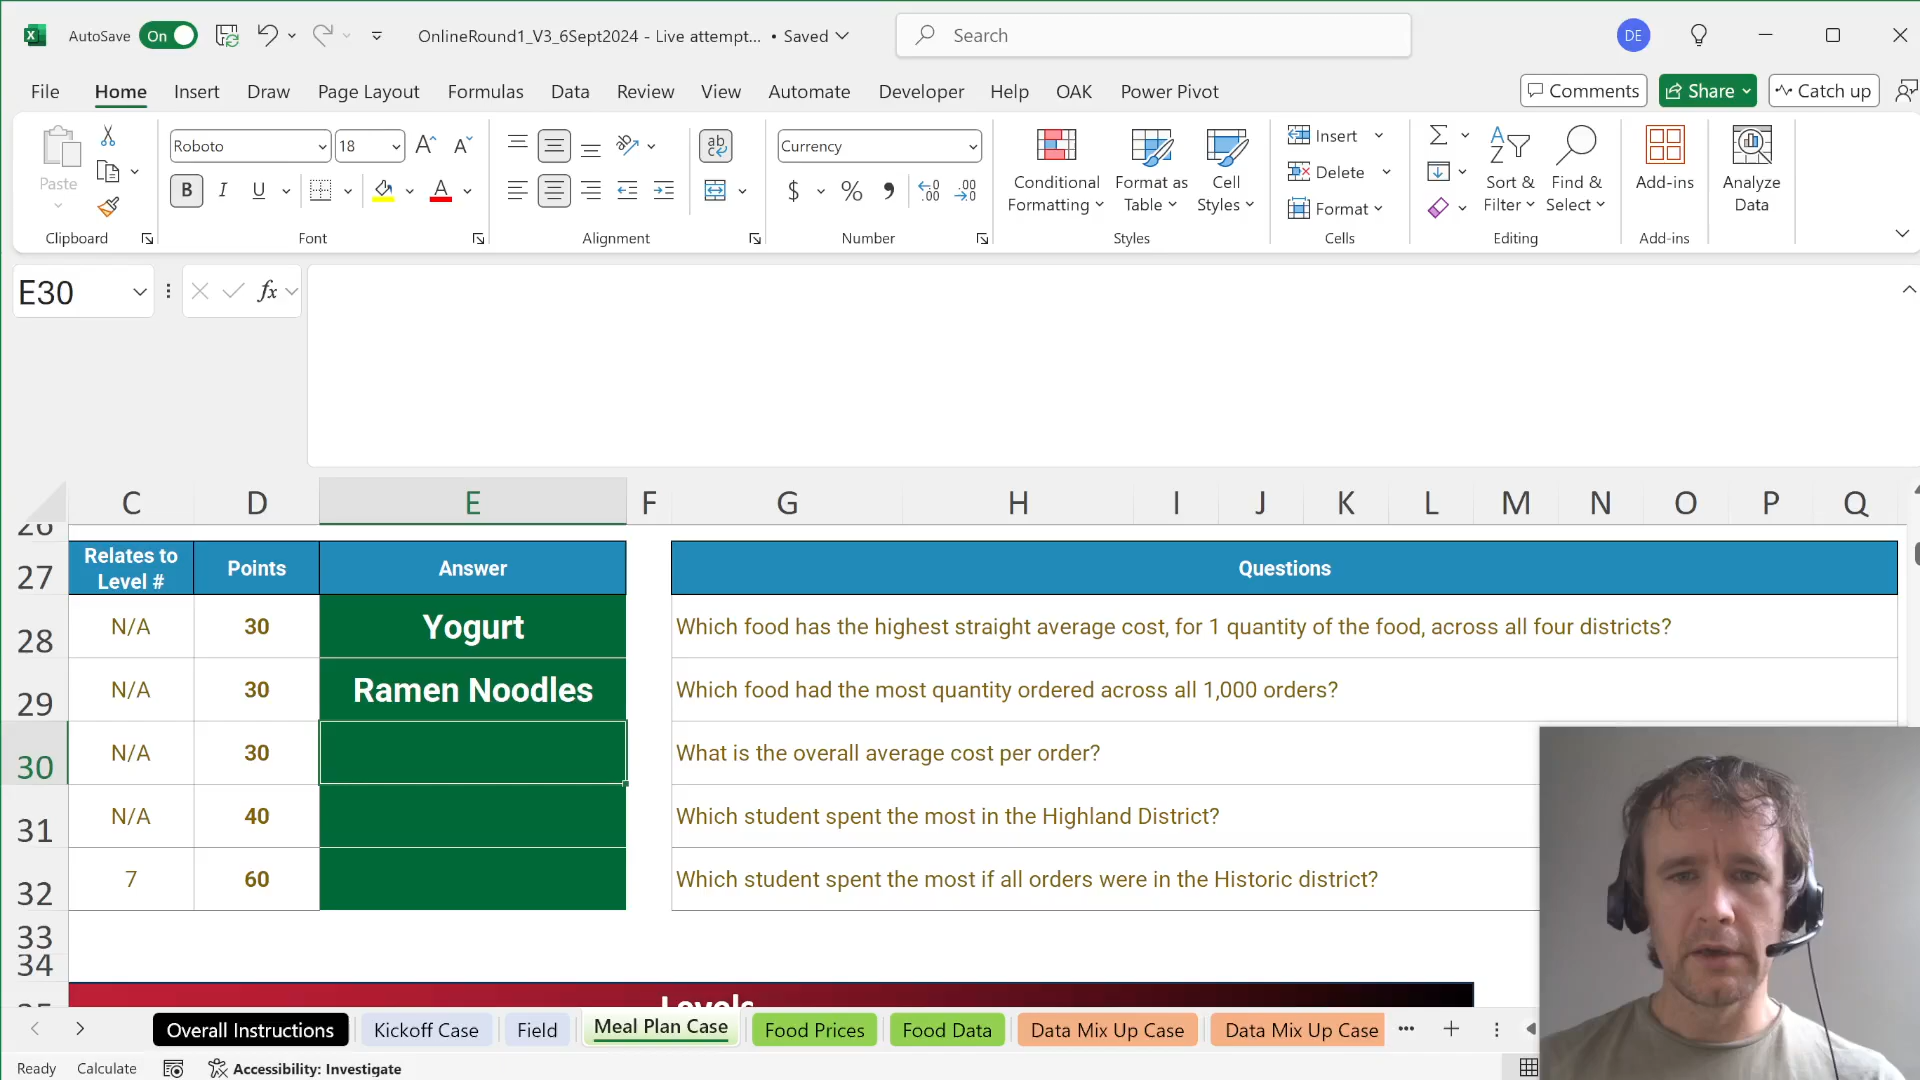 AutoSave On OnlineRound1_V3_6Sept2024 - Live attempt... • Saved Search DE
File Home Insert Draw Page Layout Formulas Data Review View Automate Developer Help OAK Power Pivot Comments Share Catch up
Paste
Clipboard
Roboto 18
B I U A
Font
ab
Alignment
Currency
$ % 9 .00 .00
Number
Conditional Formatting
Format as Table
Cell Styles
Styles
Insert
Delete
Format
Cells
Sort & Filter
Find & Select
Editing
Add-ins
Add-ins
Analyze Data
E30 fx
C D E F G H I J K L M N O P Q
26
27 Relates to Level # Points Answer Questions
28 N/A 30 Yogurt Which food has the highest straight average cost, for 1 quantity of the food, across all four districts?
29 N/A 30 Ramen Noodles Which food had the most quantity ordered across all 1,000 orders?
30 N/A 30 What is the overall average cost per order?
31 N/A 40 Which student spent the most in the Highland District?
32 7 60 Which student spent the most if all orders were in the Historic district?
33
34
35 Levels
Overall Instructions Kickoff Case Field Meal Plan Case Food Prices Food Data Data Mix Up Case Data Mix Up Case ...
Ready Calculate Accessibility: Investigate